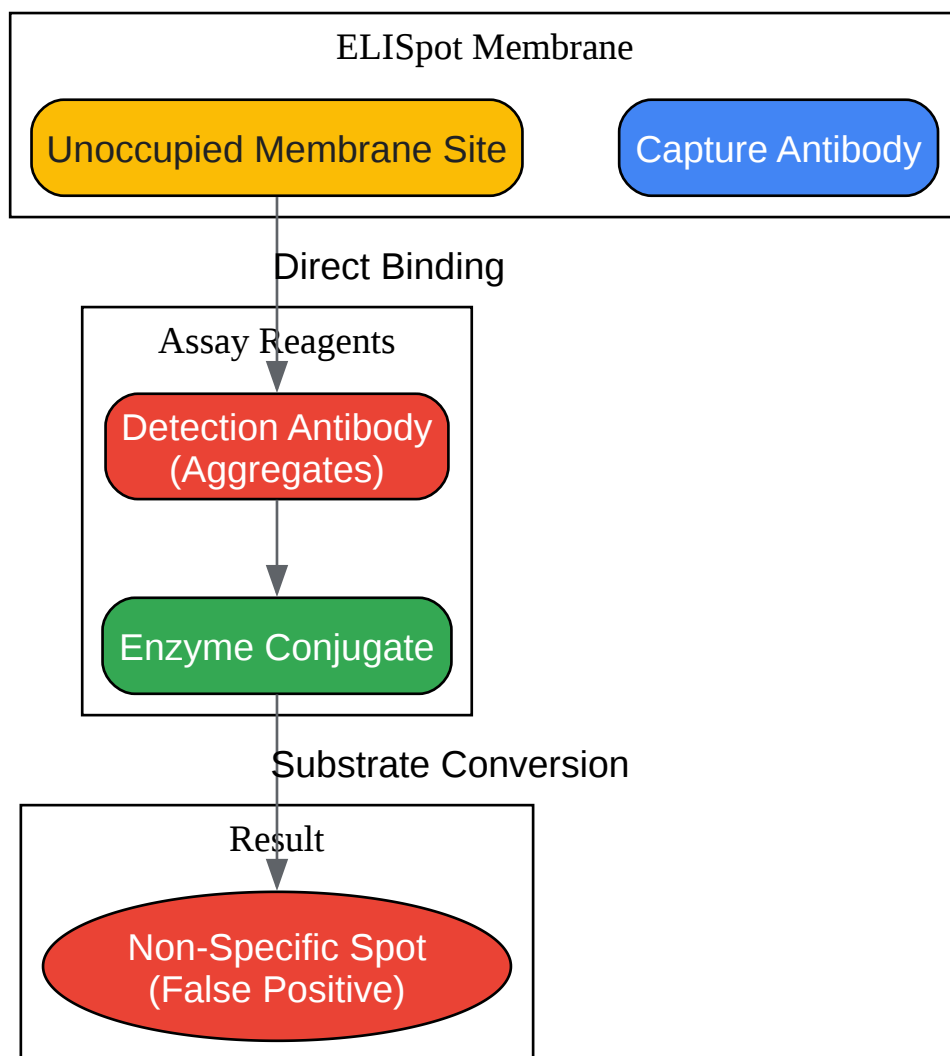 ELISpot Membrane
Unoccupied Membrane Site
Capture Antibody
Direct Binding
Assay Reagents
Detection Antibody
(Aggregates)
Enzyme Conjugate
Substrate Conversion
Result
Non-Specific Spot
(False Positive)